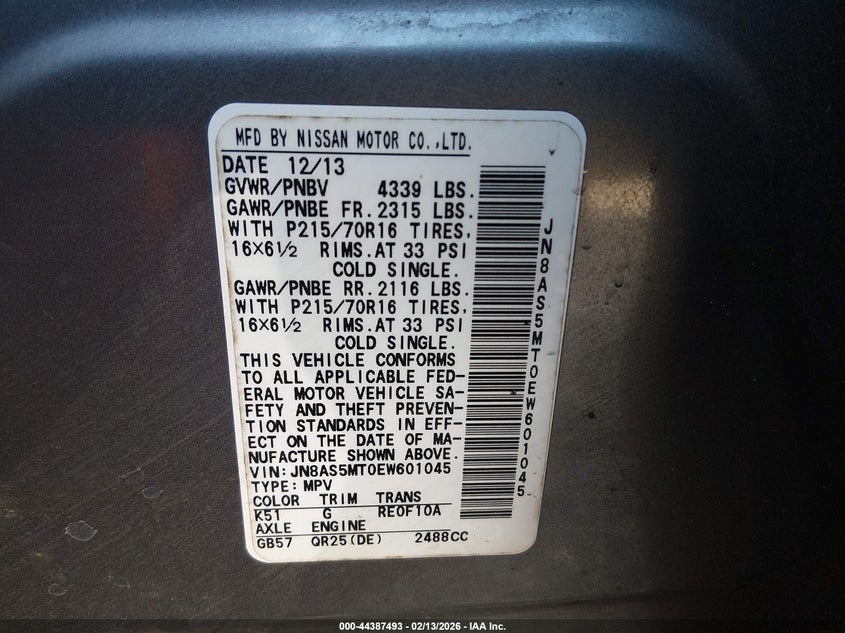 MFD BY NISSAN MOTOR CO.,LTD.
DATE 12/13
GVWR/PNBV 4339 LBS.
GAWR/PNBE FR.2315 LBS.
WITH P215/70R16 TIRES,
16X6½ RIMS.AT 33 PSI
COLD SINGLE.
GAWR/PNBE RR.2116 LBS.
WITH P215/70R16 TIRES,
16X6½ RIMS.AT 33 PSI
COLD SINGLE.
THIS VEHICLE CONFORMS
TO ALL APPLICABLE FED-
ERAL MOTOR VEHICLE SA-
FETY AND THEFT PREVEN-
TION STANDARDS IN EFF-
ECT ON THE DATE OF MA-
NUFACTURE SHOWN ABOVE.
VIN:JN8AS5MT0EW601045
TYPE:MPV
COLOR TRIM TRANS
K51 G RE0F10A
AXLE ENGINE
GB57 QR25(DE) 2488CC
JN8AS5MT0EW601045
000-44387493 - 02/13/2026 - IAA Inc.